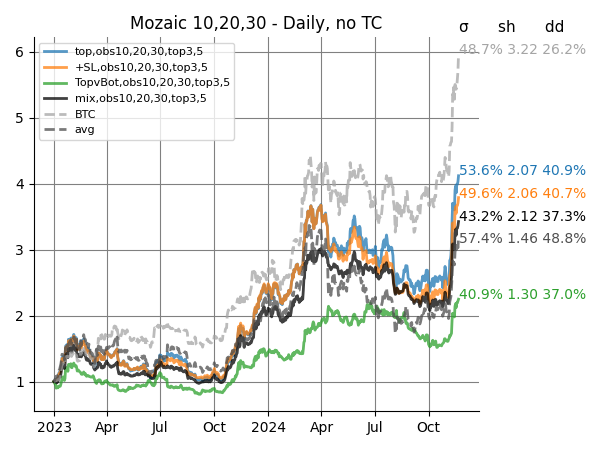 Mozaic 10,20,30 - Daily, no TC
σ sh dd
top,obs10,20,30,top3,5
+SL,obs10,20,30,top3,5
TopvBot,obs10,20,30,top3,5
mix,obs10,20,30,top3,5
BTC
avg
48.7% 3.22 26.2%
53.6% 2.07 40.9%
49.6% 2.06 40.7%
43.2% 2.12 37.3%
57.4% 1.46 48.8%
40.9% 1.30 37.0%
6
5
4
3
2
1
2023 Apr Jul Oct 2024 Apr Jul Oct